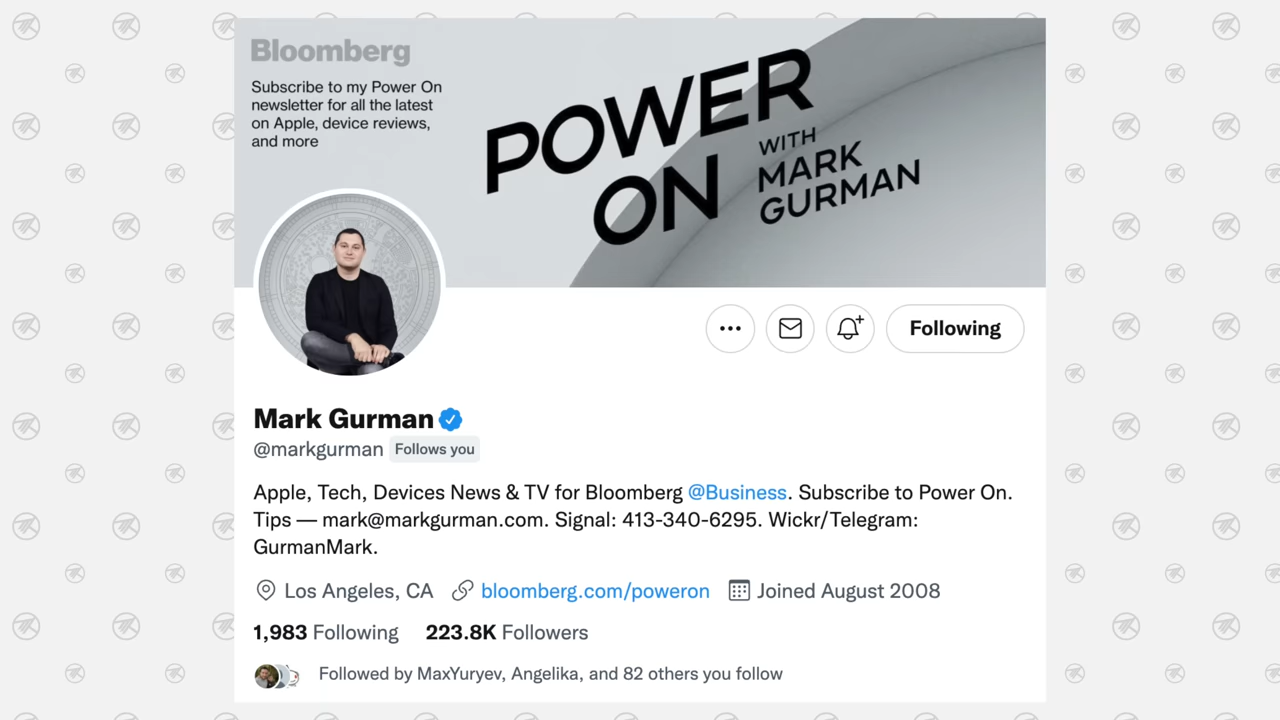 Bloomberg
Subscribe to my Power On
newsletter for all the latest
on Apple, device reviews,
and more
POWER
ON
WITH
MARK
GURMAN
Following
Mark Gurman
@markgurman Follows you
Apple, Tech, Devices News & TV for Bloomberg @Business. Subscribe to Power On.
Tips — mark@markgurman.com. Signal: 413-340-6295. Wickr/Telegram:
GurmanMark.
Los Angeles, CA bloomberg.com/poweron Joined August 2008
1,983 Following 223.8K Followers
Followed by MaxYuryev, Angelika, and 82 others you follow